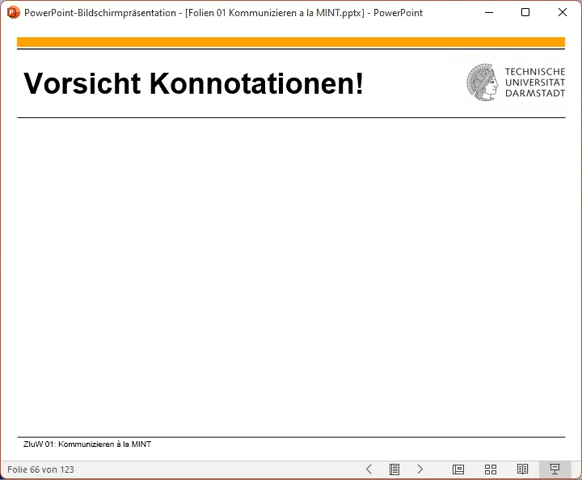 PowerPoint-Bildschirmpräsentation - [Folien 01 Kommunizieren a la MINT.pptx] - PowerPoint
Vorsicht Konnotationen!
TECHNISCHE
UNIVERSITÄT
DARMSTADT
ZIuW 01: Kommunizieren à la MINT
Folie 66 von 123